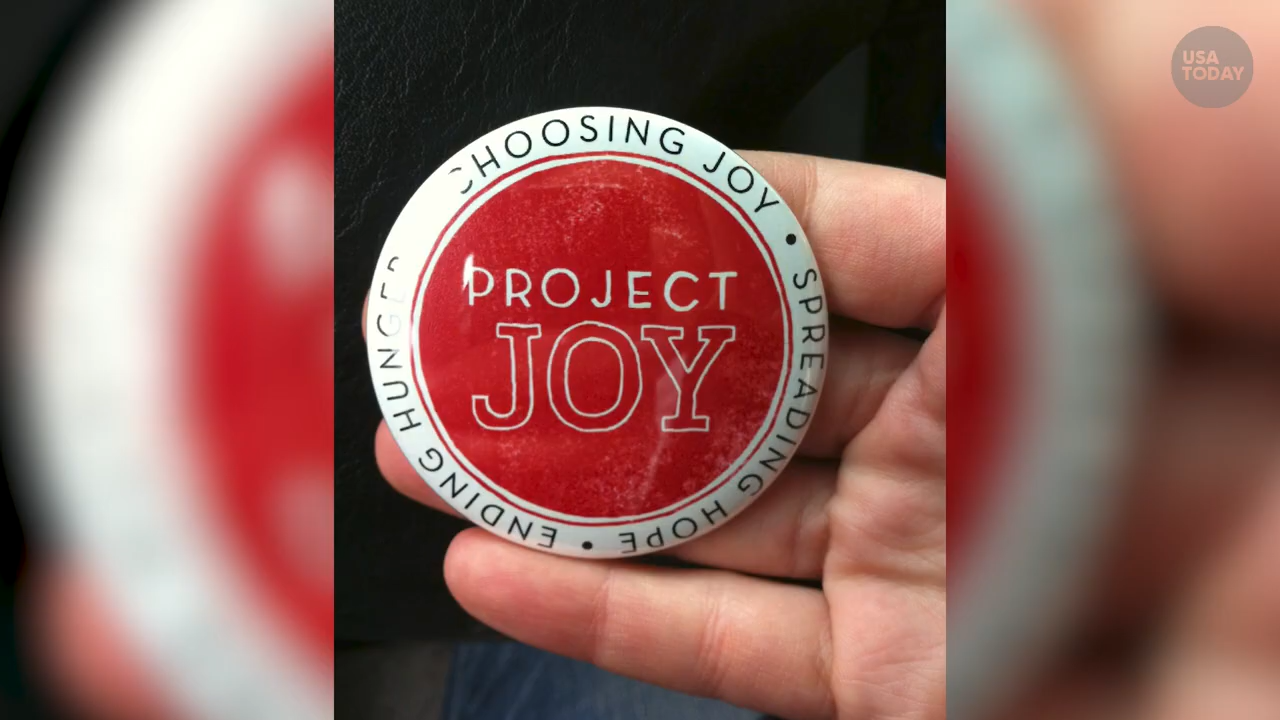 CHOOSING JOY • SPREADING HOPE • ENDING HUNGER
PROJECT
JOY
USA
TODAY